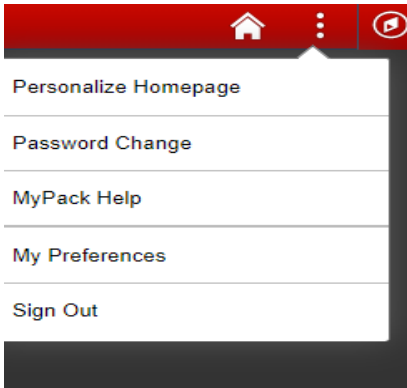 Personalize Homepage
Password Change
MyPack Help
My Preferences
Sign Out